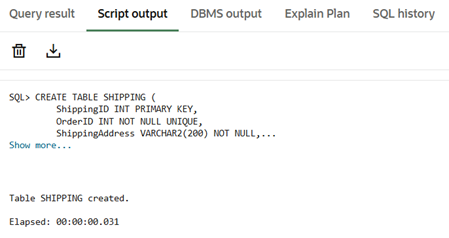 Query result Script output DBMS output Explain Plan SQL history
SQL> CREATE TABLE SHIPPING (
ShippingID INT PRIMARY KEY,
OrderID INT NOT NULL UNIQUE,
ShippingAddress VARCHAR2(200) NOT NULL,...
Show more...
Table SHIPPING created.
Elapsed: 00:00:00.031